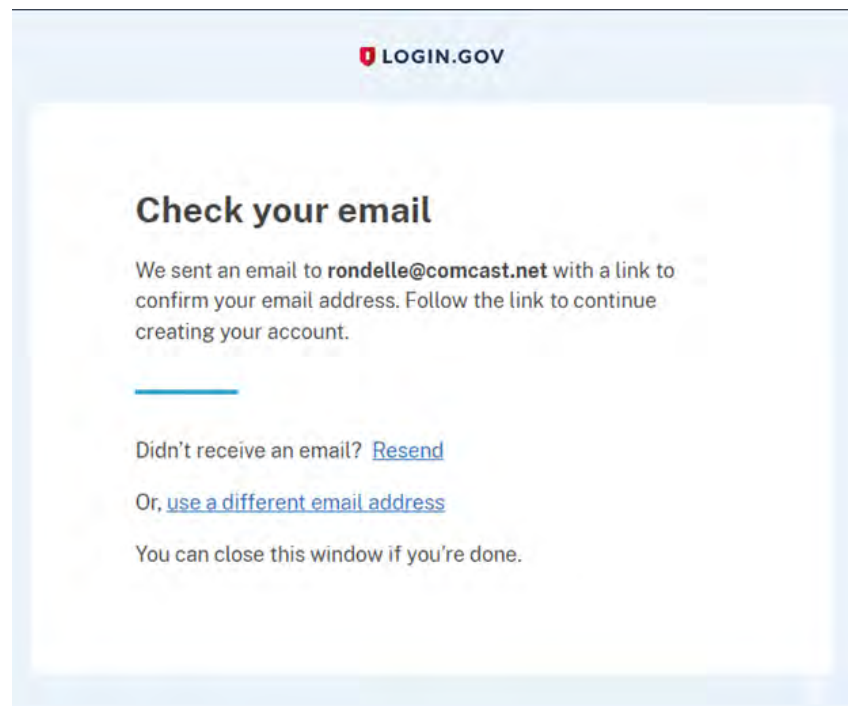 LOGIN.GOV
Check your email
We sent an email to rondelle@comcast.net with a link to
confirm your email address. Follow the link to continue
creating your account.
Didn’t receive an email? Resend
Or, use a different email address
You can close this window if you’re done.